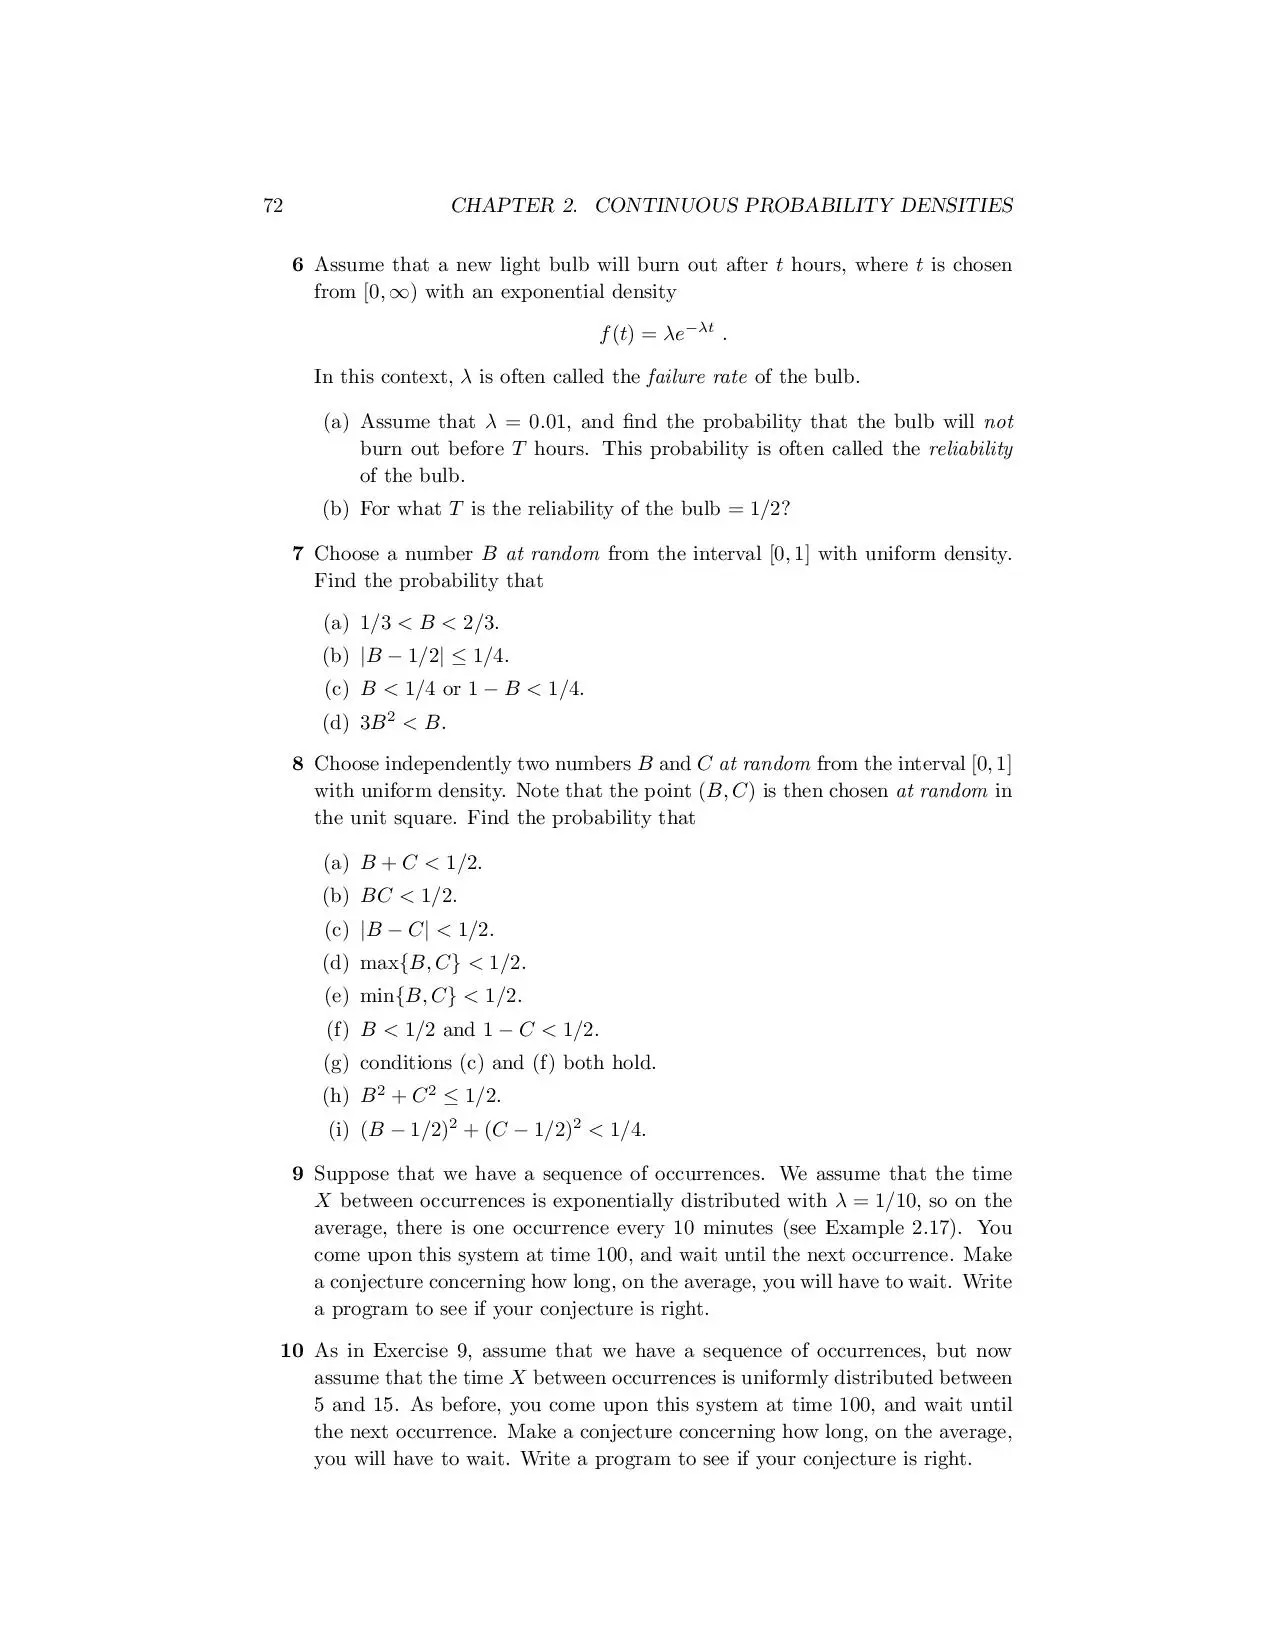 72 CHAPTER 2. CONTINUOUS PROBABILITY DENSITIES
6 Assume that a new light bulb will burn out after t hours, where t is chosen
from [0, ∞) with an exponential density
f(t) = λe^{−λt} .
In this context, λ is often called the failure rate of the bulb.
(a) Assume that λ = 0.01, and find the probability that the bulb will not
burn out before T hours. This probability is often called the reliability
of the bulb.
(b) For what T is the reliability of the bulb = 1/2?
7 Choose a number B at random from the interval [0, 1] with uniform density.
Find the probability that
(a) 1/3 < B < 2/3.
(b) |B − 1/2| ≤ 1/4.
(c) B < 1/4 or 1 − B < 1/4.
(d) 3B² < B.
8 Choose independently two numbers B and C at random from the interval [0, 1]
with uniform density. Note that the point (B, C) is then chosen at random in
the unit square. Find the probability that
(a) B + C < 1/2.
(b) BC < 1/2.
(c) |B − C| < 1/2.
(d) max{B, C} < 1/2.
(e) min{B, C} < 1/2.
(f) B < 1/2 and 1 − C < 1/2.
(g) conditions (c) and (f) both hold.
(h) B² + C² ≤ 1/2.
(i) (B − 1/2)² + (C − 1/2)² < 1/4.
9 Suppose that we have a sequence of occurrences. We assume that the time
X between occurrences is exponentially distributed with λ = 1/10, so on the
average, there is one occurrence every 10 minutes (see Example 2.17). You
come upon this system at time 100, and wait until the next occurrence. Make
a conjecture concerning how long, on the average, you will have to wait. Write
a program to see if your conjecture is right.
10 As in Exercise 9, assume that we have a sequence of occurrences, but now
assume that the time X between occurrences is uniformly distributed between
5 and 15. As before, you come upon this system at time 100, and wait until
the next occurrence. Make a conjecture concerning how long, on the average,
you will have to wait. Write a program to see if your conjecture is right.